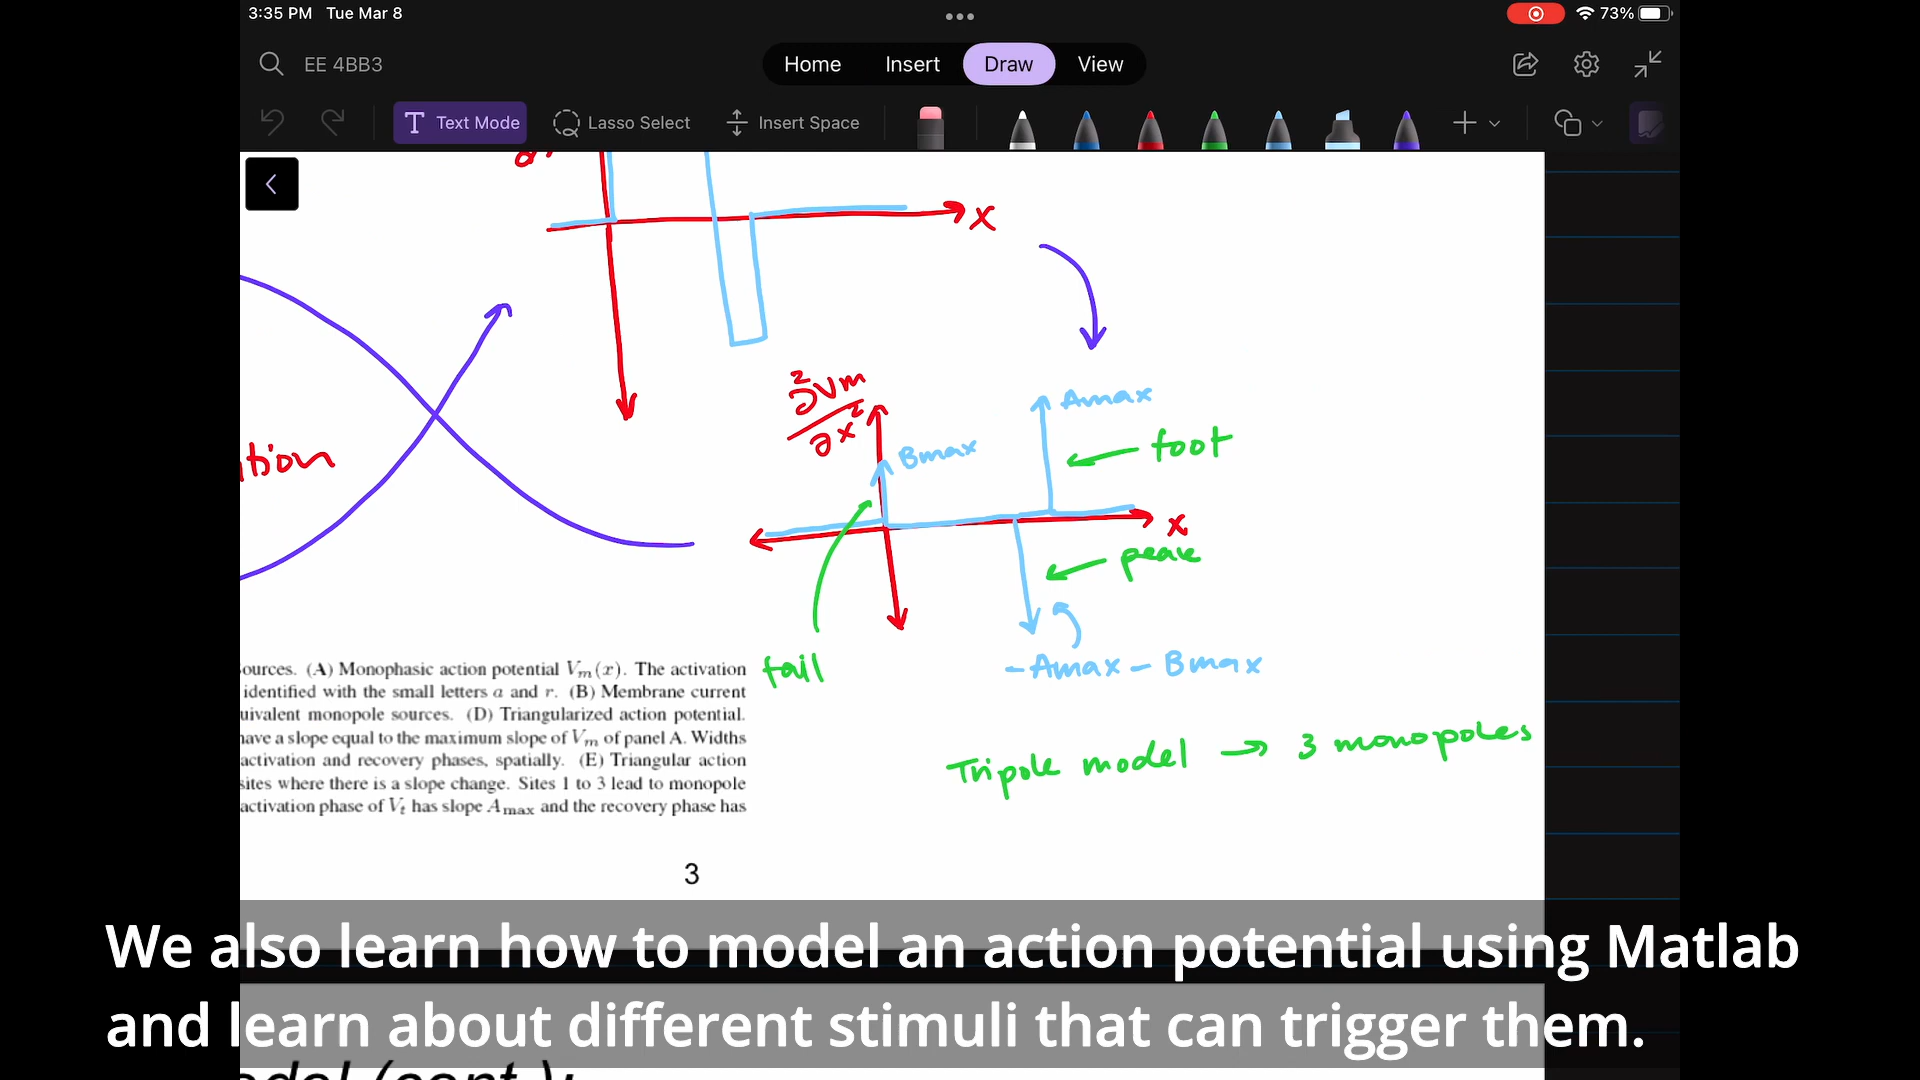 3:35 PM Tue Mar 8
73%
EE 4BB3
Home Insert Draw View
Text Mode Lasso Select Insert Space
x
∂²Vm
∂x²
Amax
Bmax
foot
ation
x
peak
tail
-Amax - Bmax
ources. (A) Monophasic action potential Vm(x). The activation
identified with the small letters a and r. (B) Membrane current
uivalent monopole sources. (D) Triangularized action potential.
have a slope equal to the maximum slope of Vm of panel A. Widths
activation and recovery phases, spatially. (E) Triangular action
sites where there is a slope change. Sites 1 to 3 lead to monopole
activation phase of Vt has slope Amax and the recovery phase has
Tripole model → 3 monopoles
3
We also learn how to model an action potential using Matlab
and learn about different stimuli that can trigger them.
odel (cont.):